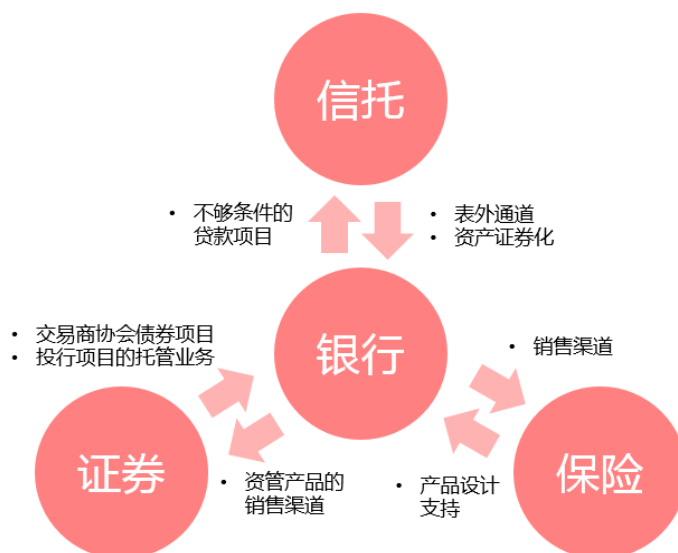 信托
• 不够条件的
贷款项目
• 表外通道
• 资产证券化
银行
• 交易商协会债券项目
• 投行项目的托管业务
• 销售渠道
证券
• 资管产品的
销售渠道
• 产品设计
支持
保险